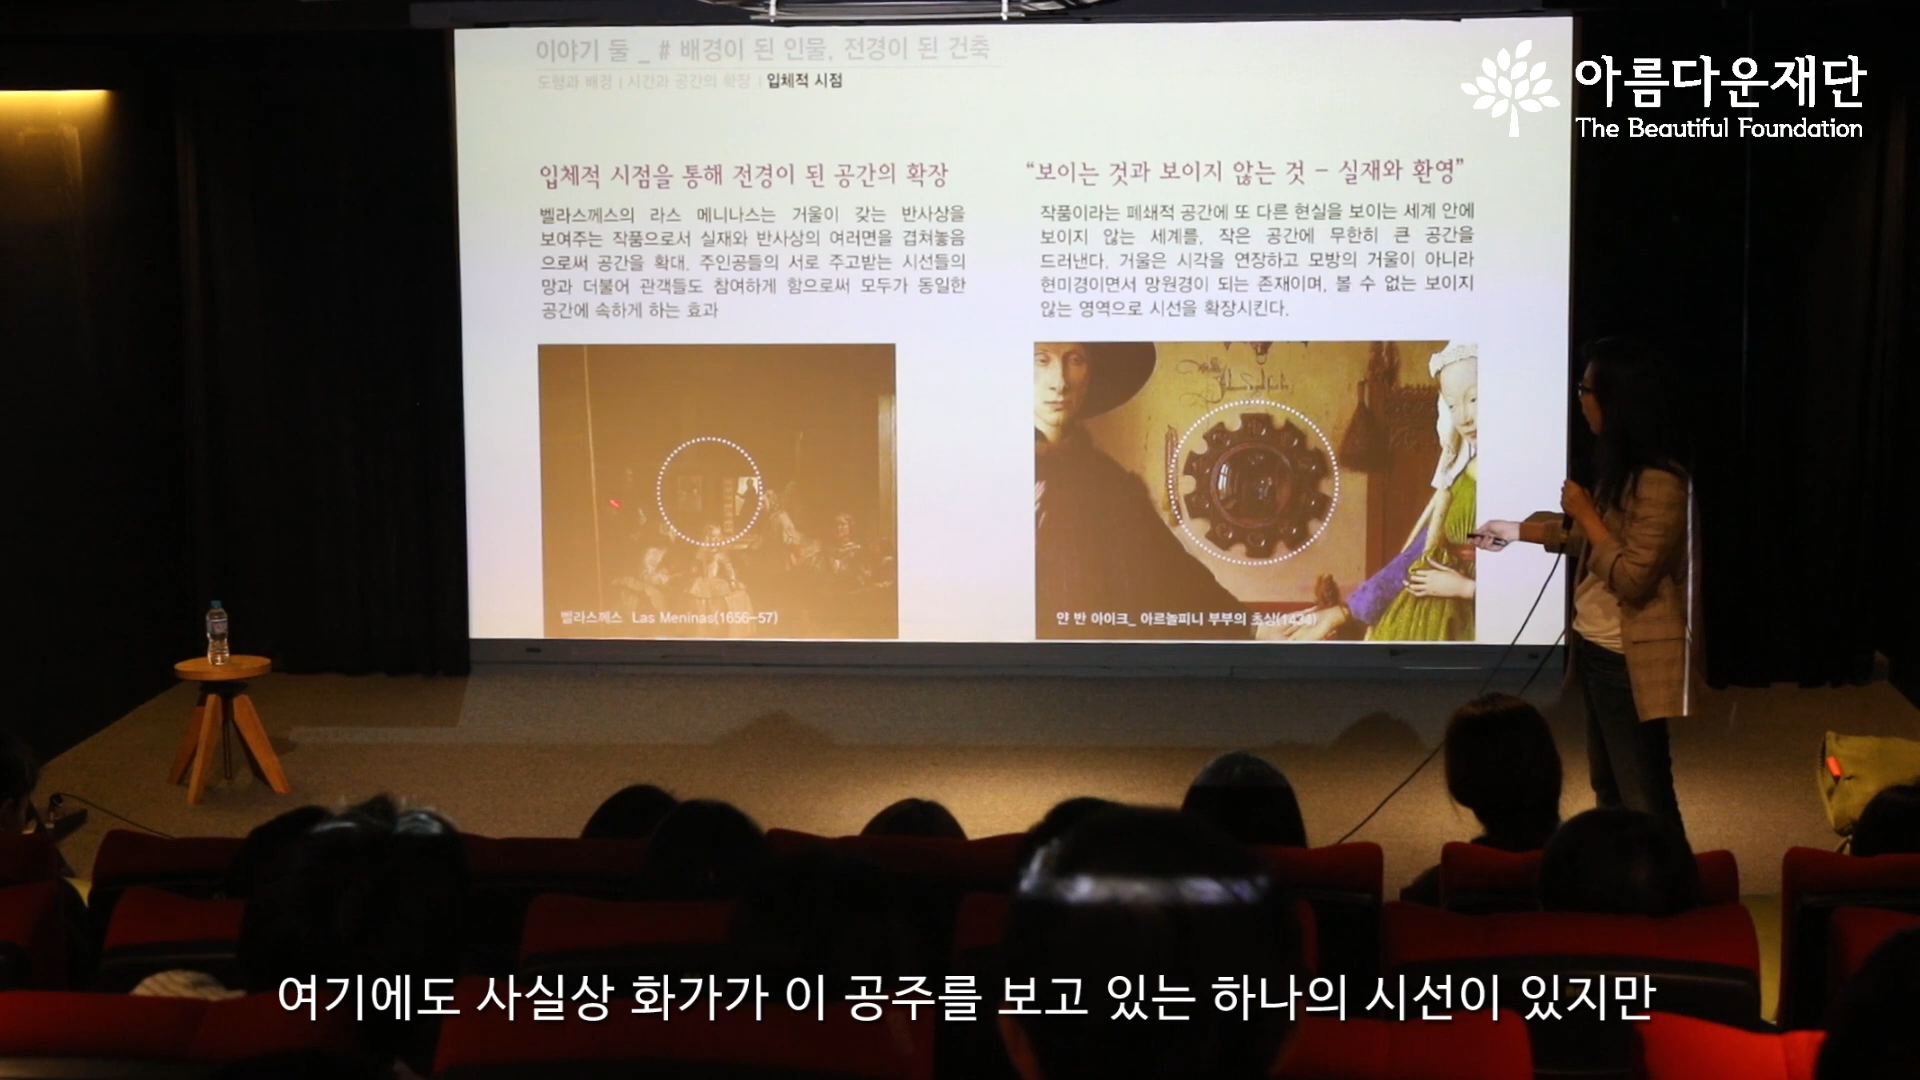 이야기 둘 _ # 배경이 된 인물, 전경이 된 건축
도형과 배경 | 시간과 공간의 확장 | 입체적 시점
아름다운재단
The Beautiful Foundation
입체적 시점을 통해 전경이 된 공간의 확장
벨라스께스의 라스 메니나스는 거울이 갖는 반사상을
보여주는 작품으로서 실재와 반사상의 여러면을 겹쳐놓음
으로써 공간을 확대. 주인공들의 서로 주고받는 시선들의
망과 더불어 관객들도 참여하게 함으로써 모두가 동일한
공간에 속하게 하는 효과
“보이는 것과 보이지 않는 것 - 실재와 환영”
작품이라는 폐쇄적 공간에 또 다른 현실을 보이는 세계 안에
보이지 않는 세계를, 작은 공간에 무한히 큰 공간을
드러낸다. 거울은 시각을 연장하고 모방의 거울이 아니라
현미경이면서 망원경이 되는 존재이며, 볼 수 없는 보이지
않는 영역으로 시선을 확장시킨다.
벨라스께스 Las Meninas(1656-57)
얀 반 아이크_ 아르놀피니 부부의 초상(1434)
여기에도 사실상 화가가 이 공주를 보고 있는 하나의 시선이 있지만